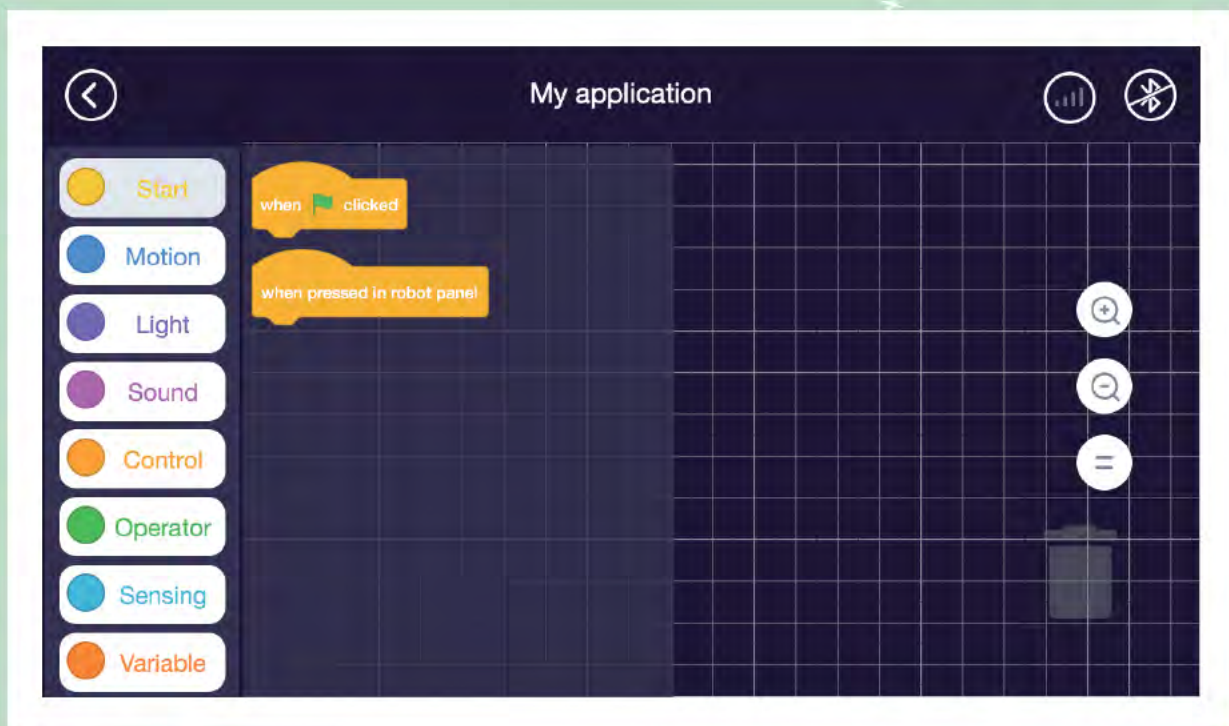 My application
Start
Motion
Light
Sound
Control
Operator
Sensing
Variable
when clicked
when pressed in robot panel